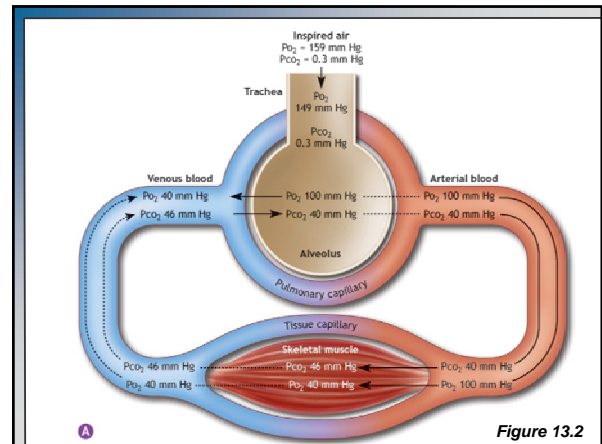 Inspired air
Po₂ – 159 mm Hg
Pco₂ – 0.3 mm Hg
Trachea
Po₂
149 mm Hg
Pco₂
0.3 mm Hg
Venous blood
Arterial blood
Po₂ 40 mm Hg
Po₂ 100 mm Hg
Po₂ 100 mm Hg
Pco₂ 46 mm Hg
Pco₂ 40 mm Hg
Pco₂ 40 mm Hg
Alveolus
Pulmonary capillary
Tissue capillary
Skeletal muscle
Pco₂ 46 mm Hg
Pco₂ 46 mm Hg
Pco₂ 40 mm Hg
Po₂ 40 mm Hg
Po₂ 40 mm Hg
Po₂ 100 mm Hg
A
Figure 13.2